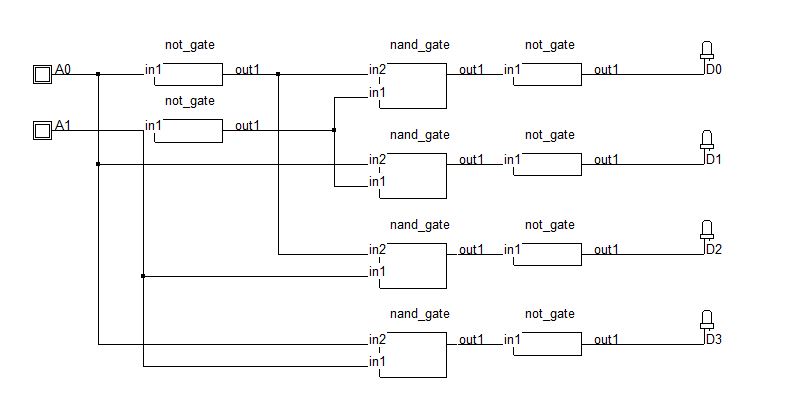 not_gate nand_gate not_gate
A0 in1 out1 in2 out1 in1 out1 D0
in1
not_gate
A1 in1 out1
nand_gate not_gate
in2 out1 in1 out1 D1
in1
nand_gate not_gate
in2 out1 in1 out1 D2
in1
nand_gate not_gate
in2 out1 in1 out1 D3
in1